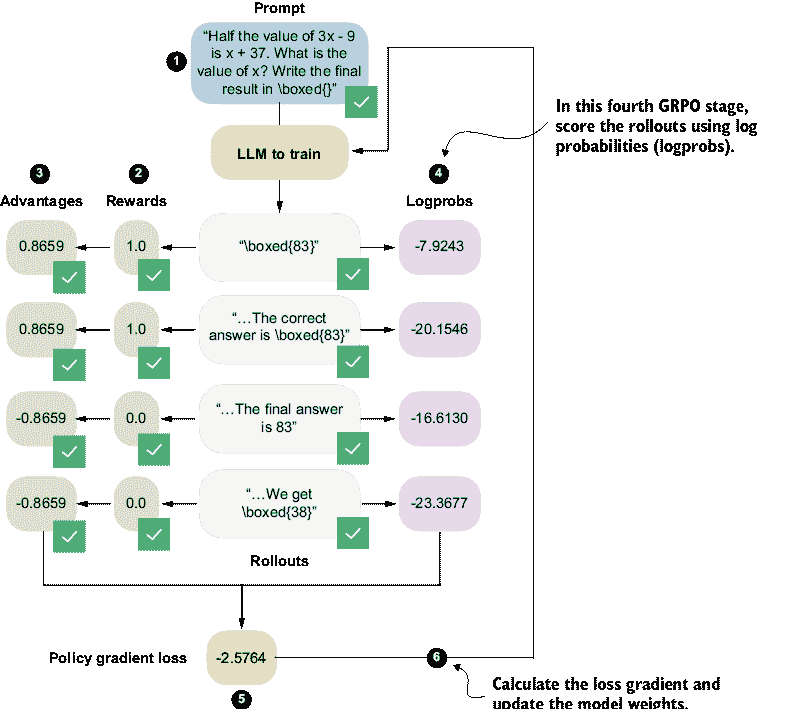 Prompt
“Half the value of 3x - 9
is x + 37. What is the
value of x? Write the final
result in \boxed{}”
1
In this fourth GRPO stage,
score the rollouts using log
probabilities (logprobs).
LLM to train
3
2
4
Advantages
Rewards
Logprobs
0.8659
1.0
“\boxed{83}”
-7.9243
0.8659
1.0
“…The correct
answer is \boxed{83}”
-20.1546
-0.8659
0.0
“…The final answer
is 83”
-16.6130
-0.8659
0.0
“…We get
\boxed{38}”
-23.3677
Rollouts
Policy gradient loss
-2.5764
6
5
Calculate the loss gradient and
update the model weights.